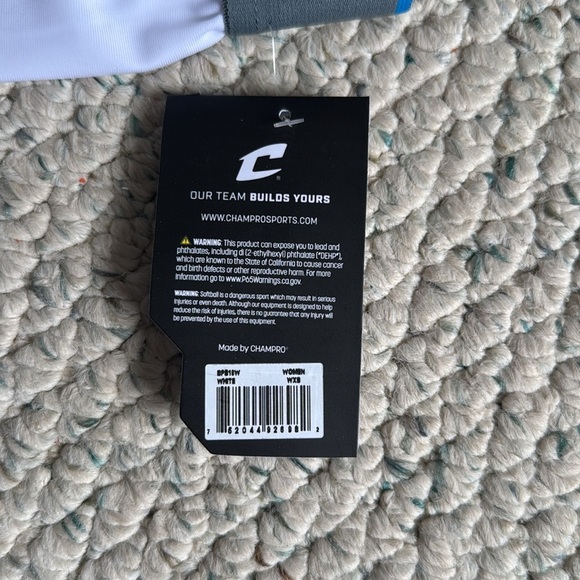 C
OUR TEAM BUILDS YOURS
WWW.CHAMPROSPORTS.COM
WARNING: This product can expose you to lead and
phthalates, including di (2-ethylhexyl) phthalate ("DEHP"),
which are known to the State of California to cause cancer
and birth defects or other reproductive harm. For more
information go to www.P65Warnings.ca.gov.
WARNING: Softball is a dangerous sport which may result in serious
injuries or even death. Although our equipment is designed to help
reduce the risk of injuries, there is no guarantee that any injury will
be prevented by the use of this equipment.
Made by CHAMPRO®
WOMEN
WHITE
7 52044 92698 2